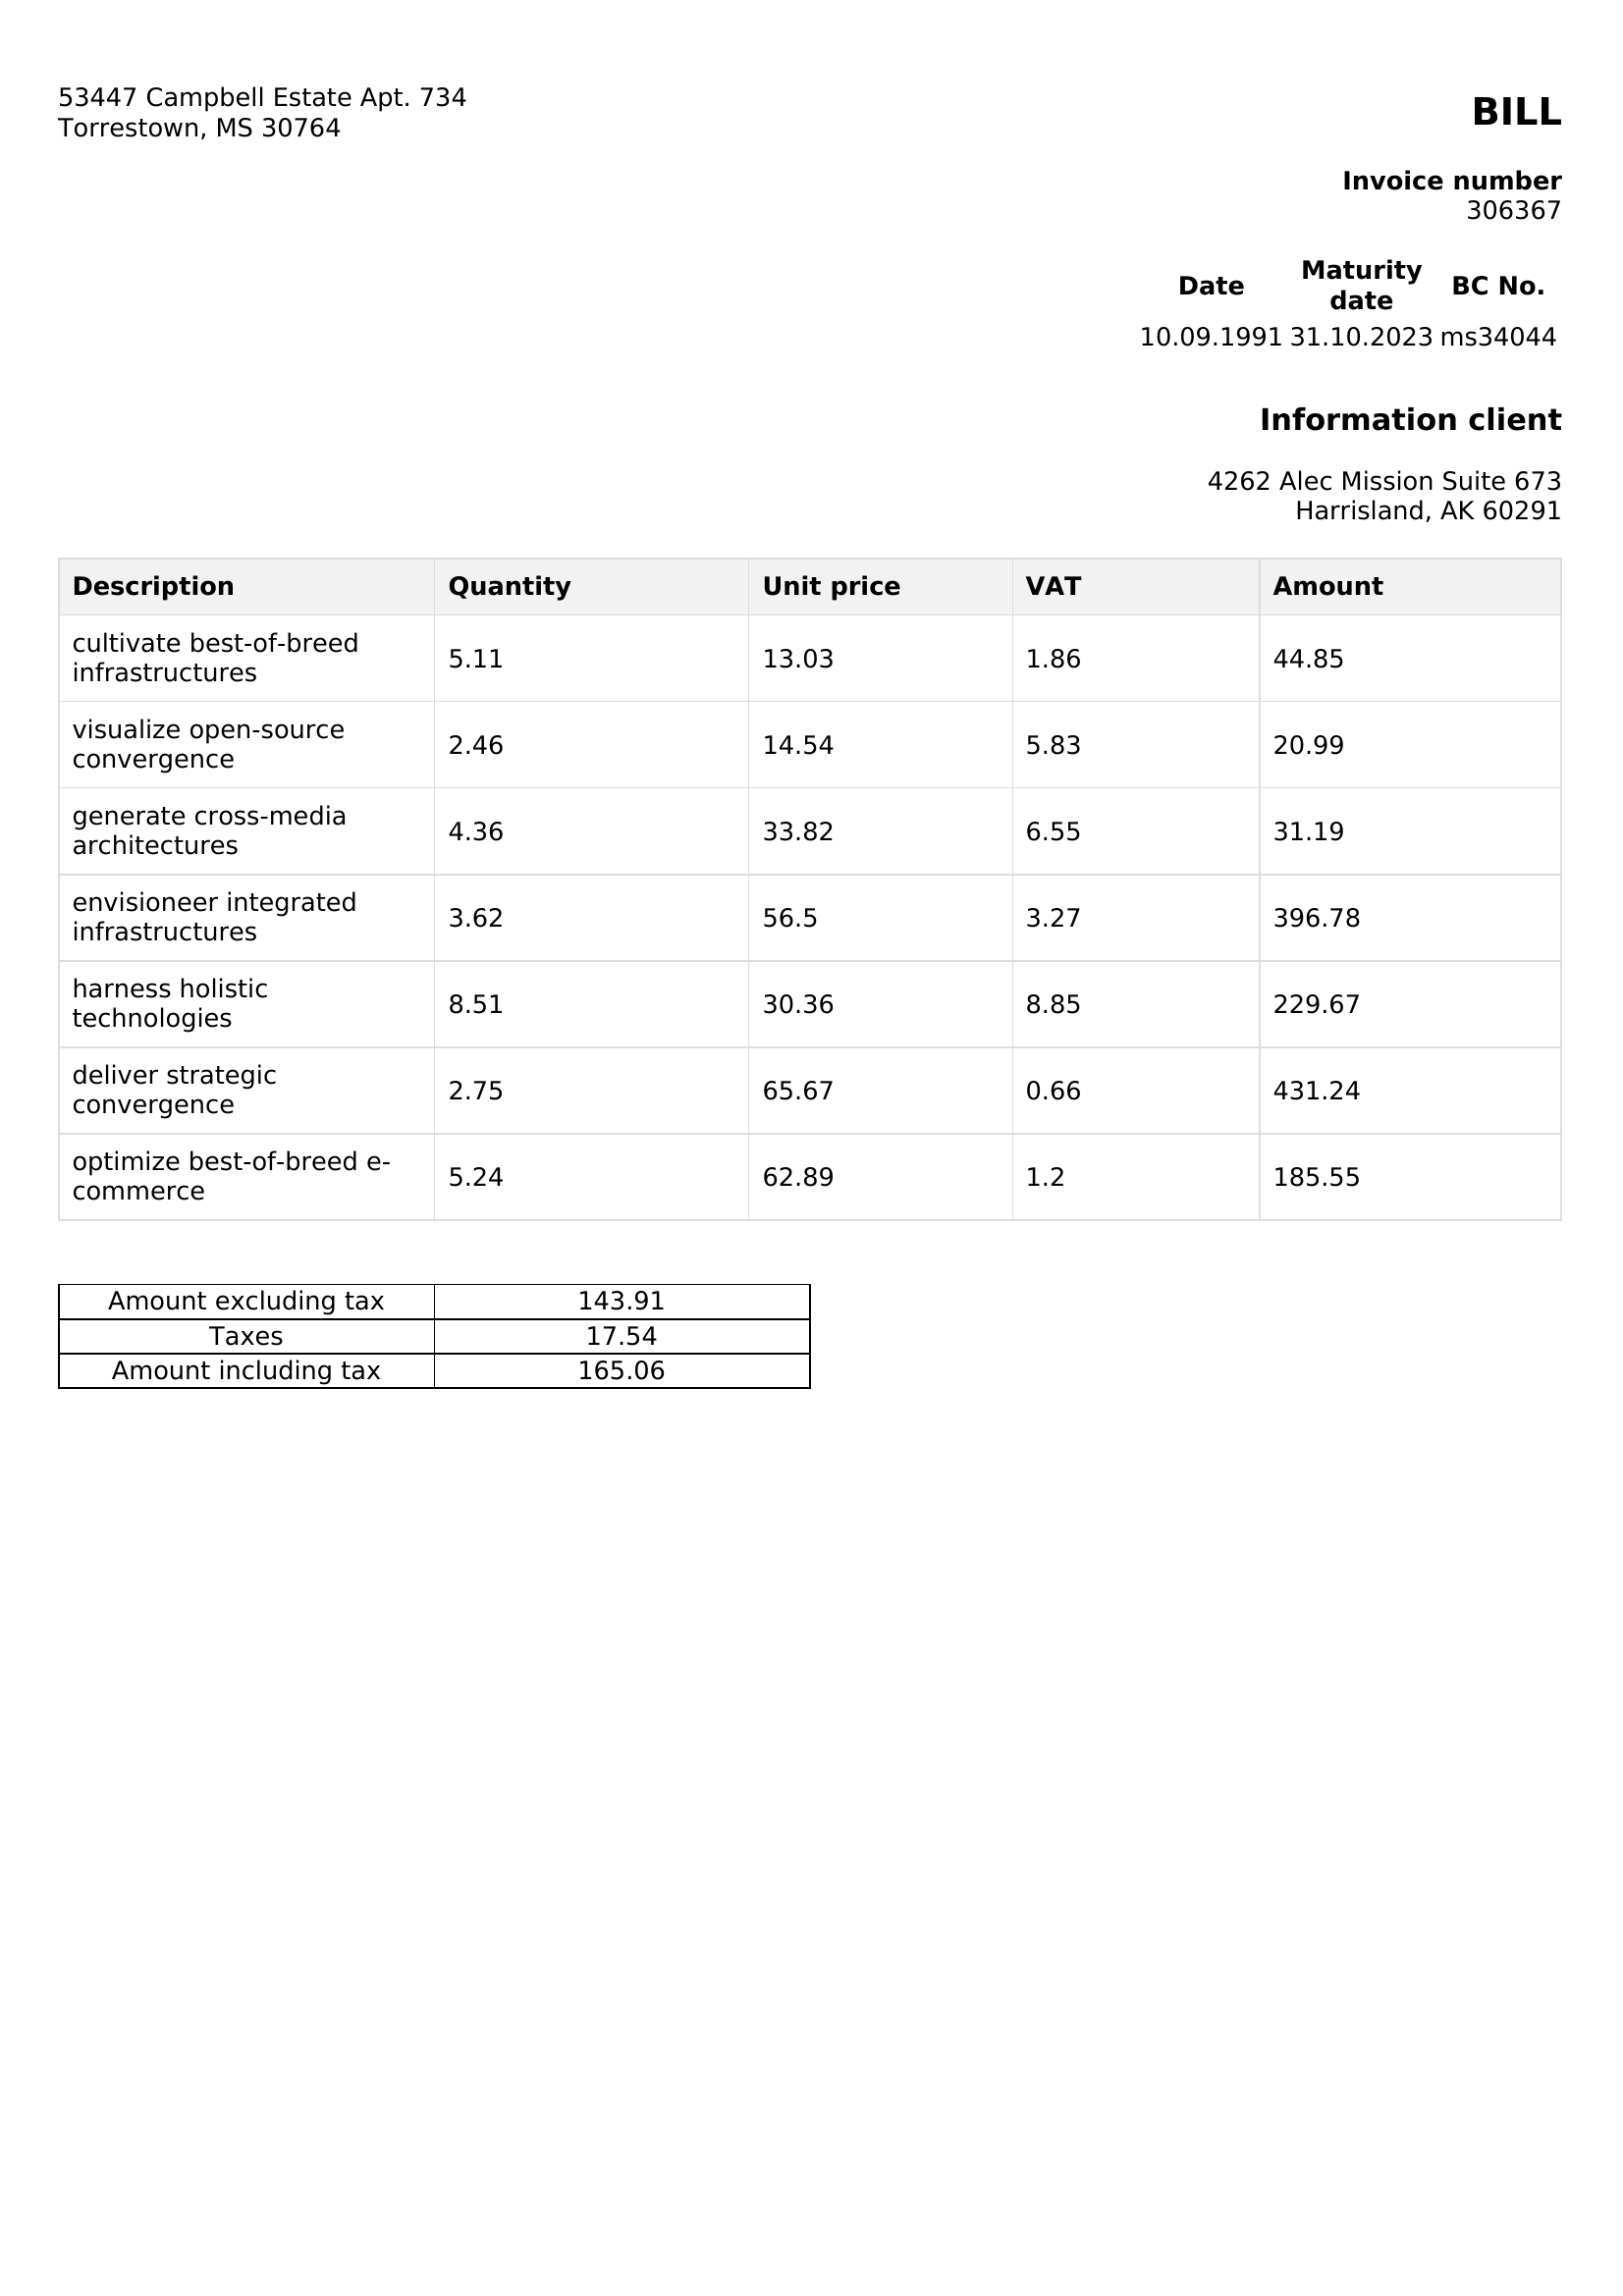 53447 Campbell Estate Apt. 734
Torrestown, MS 30764
BILL
Invoice number
306367
Date Maturity date BC No.
10.09.1991 31.10.2023 ms34044
Information client
4262 Alec Mission Suite 673
Harrisland, AK 60291
Description Quantity Unit price VAT Amount
cultivate best-of-breed
infrastructures 5.11 13.03 1.86 44.85
visualize open-source
convergence 2.46 14.54 5.83 20.99
generate cross-media
architectures 4.36 33.82 6.55 31.19
envisioneer integrated
infrastructures 3.62 56.5 3.27 396.78
harness holistic
technologies 8.51 30.36 8.85 229.67
deliver strategic
convergence 2.75 65.67 0.66 431.24
optimize best-of-breed e-
commerce 5.24 62.89 1.2 185.55
Amount excluding tax 143.91
Taxes 17.54
Amount including tax 165.06